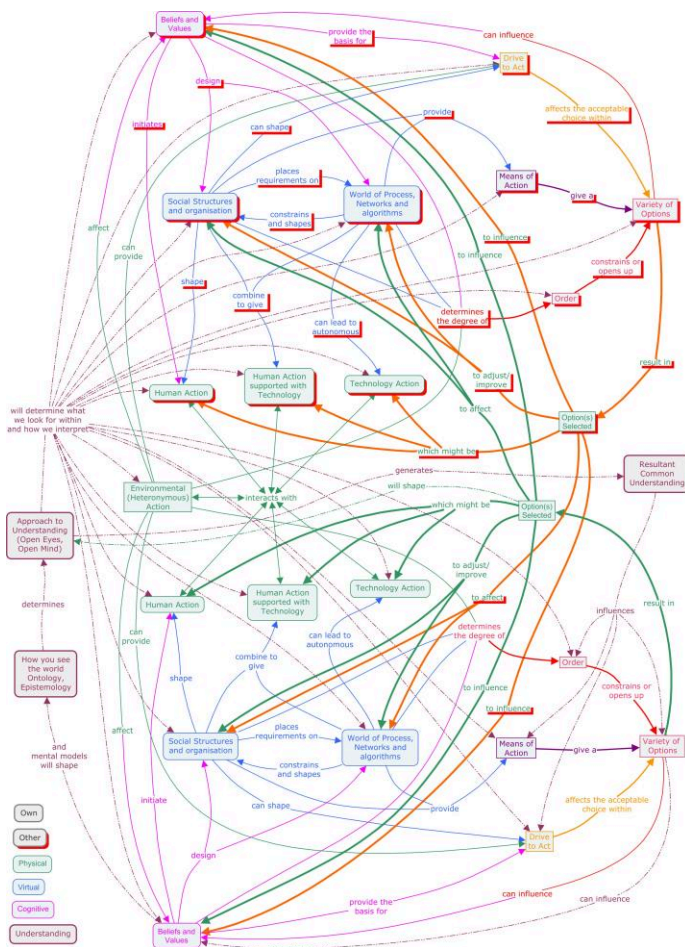 Beliefs and
Values
provide the
basis for
can influence
Drive
to Act
design
affects the acceptable
choice within
initiates
can shape
provide
places
requirements on
Means of
Action
give a
Variety of
Options
Social Structures
and organisation
World of Process,
Networks and
algorithms
constrains
and shapes
affect
can
provide
to influence
to influence
constrains or
opens up
Order
shape
combine
to give
can lead to
autonomous
determines
the degree of
result in
to adjust/
improve
Human Action
Human Action
supported with
Technology
Technology Action
to affect
Option(s)
Selected
will determine what
we look for within
and how we interpret
which might be
generates
Resultant
Common
Understanding
will shape
Environmental
(Heteronymous)
Action
interacts with
which might be
Option(s)
Selected
Approach to
Understanding
(Open Eyes,
Open Mind)
to adjust/
improve
Human Action
Human Action
supported with
Technology
Technology Action
to affect
determines
can
provide
can lead to
autonomous
determines
the degree of
influences
result in
How you see
the world
Ontology,
Epistemology
shape
combine to
give
Order
to influence
constrains or
opens up
to influence
Social Structures
and organisation
places
requirements on
World of Process,
Networks and
algorithms
Means of
Action
give a
Variety of
Options
affect
and
mental models
will shape
constrains
and shapes
initiate
can shape
provide
affects the acceptable
choice within
Own
Other
Physical
Virtual
Cognitive
Understanding
design
Drive
to Act
provide the
basis for
can influence
can influence
Beliefs and
Values